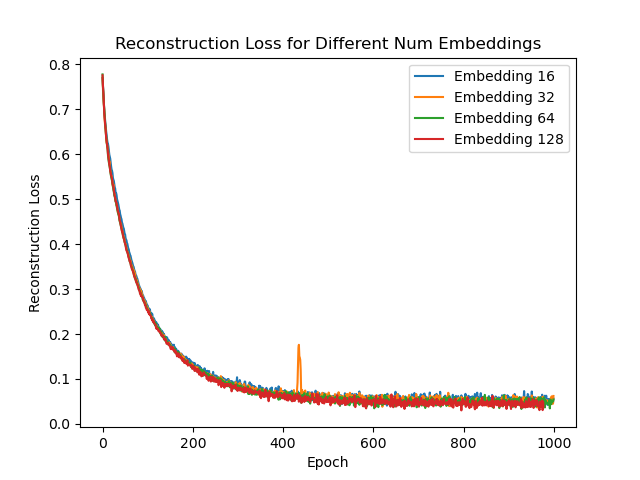 Reconstruction Loss for Different Num Embeddings
0.8
0.7
0.6
0.5
0.4
0.3
0.2
0.1
0.0
Reconstruction Loss
Embedding 16
Embedding 32
Embedding 64
Embedding 128
0 200 400 600 800 1000
Epoch